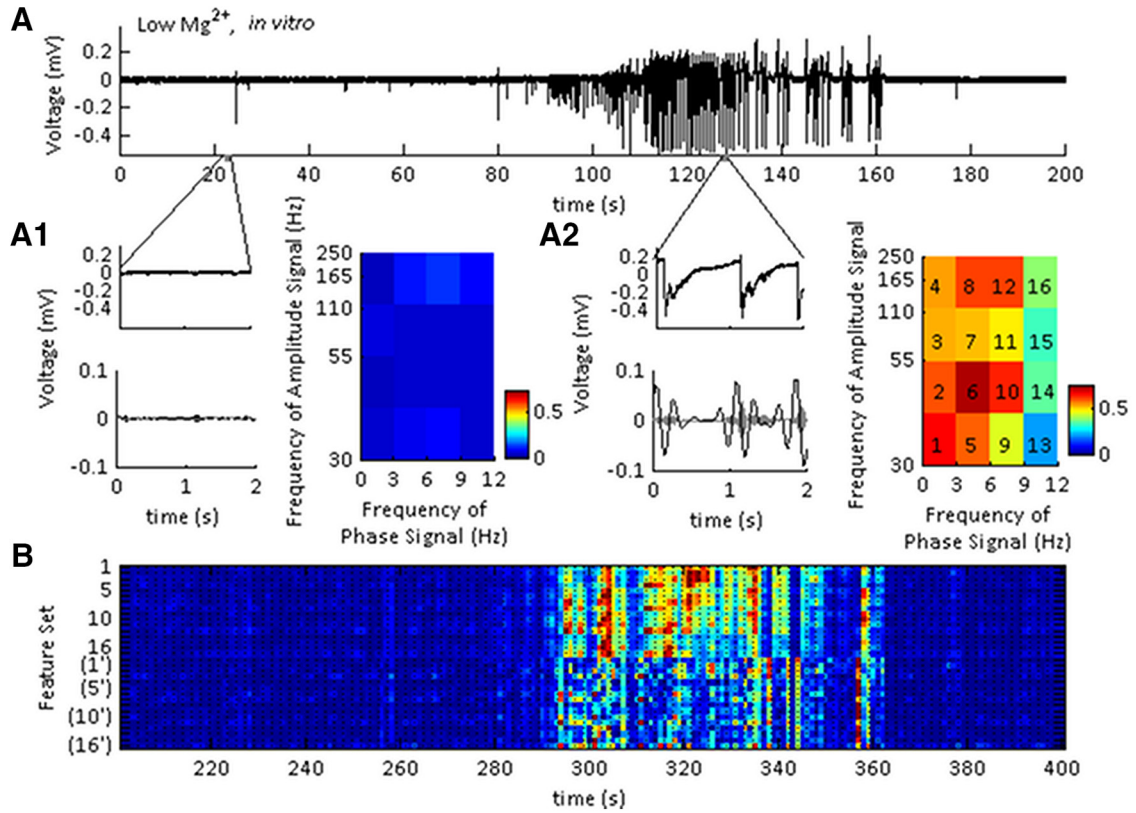 A
Low Mg2+, in vitro
Voltage (mV)
0.2
0
-0.2
-0.4
0 20 40 60 80 100 120 140 160 180 200
time (s)
A1
Voltage (mV)
0.2
0
-0.2
-0.4
0.1
0
-0.1
0 1 2
time (s)
Frequency of Amplitude Signal (Hz)
250
165
110
55
30
0 3 6 9 12
Frequency of
Phase Signal (Hz)
0.5
0
A2
Voltage (mV)
0.2
0
-0.2
-0.4
0.1
0
-0.1
0 1 2
time (s)
Frequency of Amplitude Signal
250
165
110
55
30
4 8 12 16
3 7 11 15
2 6 10 14
1 5 9 13
0 3 6 9 12
Frequency of
Phase Signal (Hz)
0.5
0
B
Feature Set
1
5
10
16
(1')
(5')
(10')
(16')
220 240 260 280 300 320 340 360 380 400
time (s)